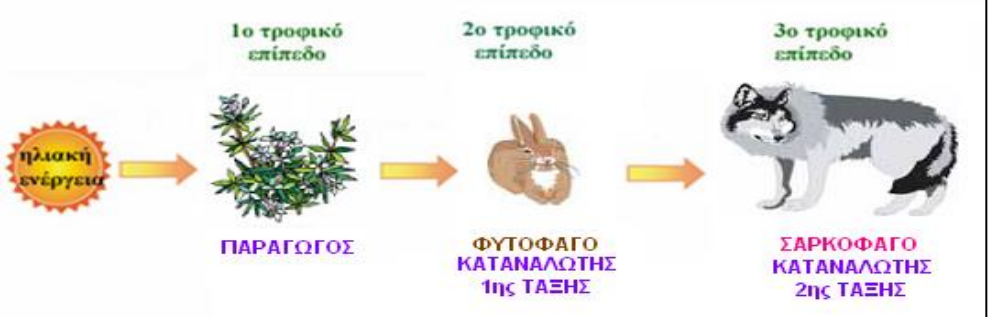 1ο τροφικό
επίπεδο
2ο τροφικό
επίπεδο
3ο τροφικό
επίπεδο
ηλιακή
ενέργεια
ΠΑΡΑΓΩΓΟΣ
ΦΥΤΟΦΑΓΟ
ΚΑΤΑΝΑΛΩΤΗΣ
1ης ΤΑΞΗΣ
ΣΑΡΚΟΦΑΓΟ
ΚΑΤΑΝΑΛΩΤΗΣ
2ης ΤΑΞΗΣ